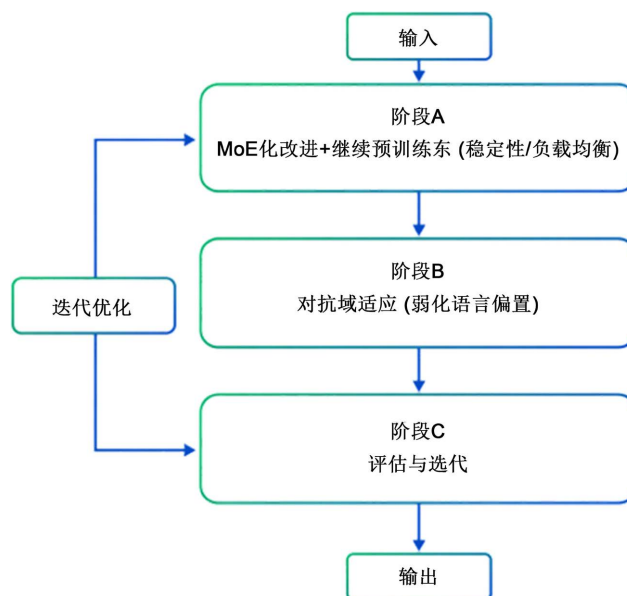 输入
阶段A
MoE化改进+继续预训练东 (稳定性/负载均衡)
阶段B
对抗域适应 (弱化语言偏置)
迭代优化
阶段C
评估与选代
输出